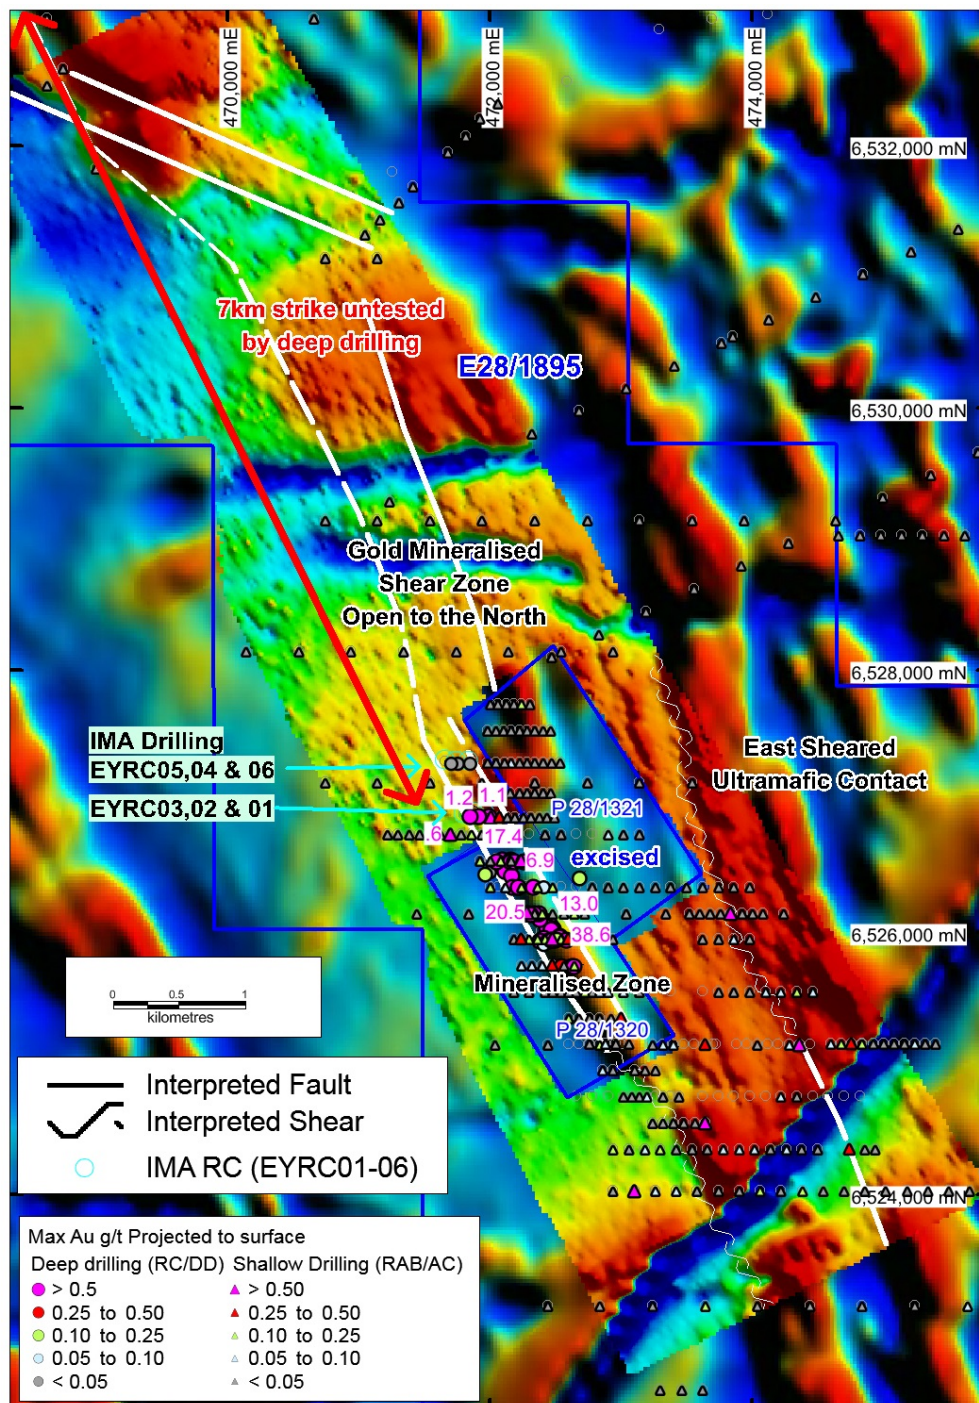 470,000 mE
472,000 mE
474,000 mE
6,532,000 mN
7km strike untested
by deep drilling
E28/1895
6,530,000 mN
Gold Mineralised
Shear Zone
Open to the North
6,528,000 mN
IMA Drilling
EYRC05,04 & 06
EYRC03,02 & 01
East Sheared
Ultramafic Contact
1.2
1.1
P 28/1321
.6
17.4
6.9
excised
20.5
13.0
38.6
6,526,000 mN
Mineralised Zone
P 28/1320
0 0.5 1
kilometres
Interpreted Fault
Interpreted Shear
IMA RC (EYRC01-06)
6,524,000 mN
Max Au g/t Projected to surface
Deep drilling (RC/DD) Shallow Drilling (RAB/AC)
> 0.5 > 0.50
0.25 to 0.50 0.25 to 0.50
0.10 to 0.25 0.10 to 0.25
0.05 to 0.10 0.05 to 0.10
< 0.05 < 0.05